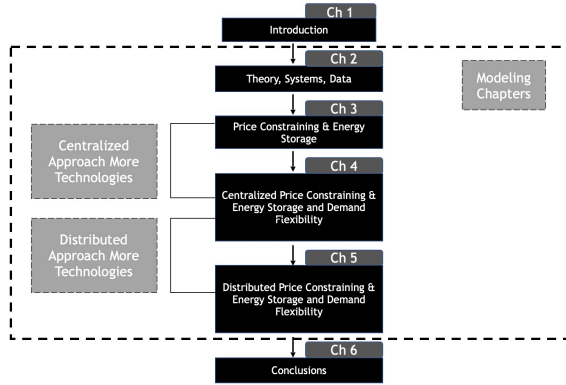 Ch 1
Introduction
Ch 2
Theory, Systems, Data
Modeling
Chapters
Ch 3
Price Constraining & Energy
Storage
Centralized
Approach More
Technologies
Ch 4
Centralized Price Constraining &
Energy Storage and Demand
Flexibility
Distributed
Approach More
Technologies
Ch 5
Distributed Price Constraining &
Energy Storage and Demand
Flexibility
Ch 6
Conclusions